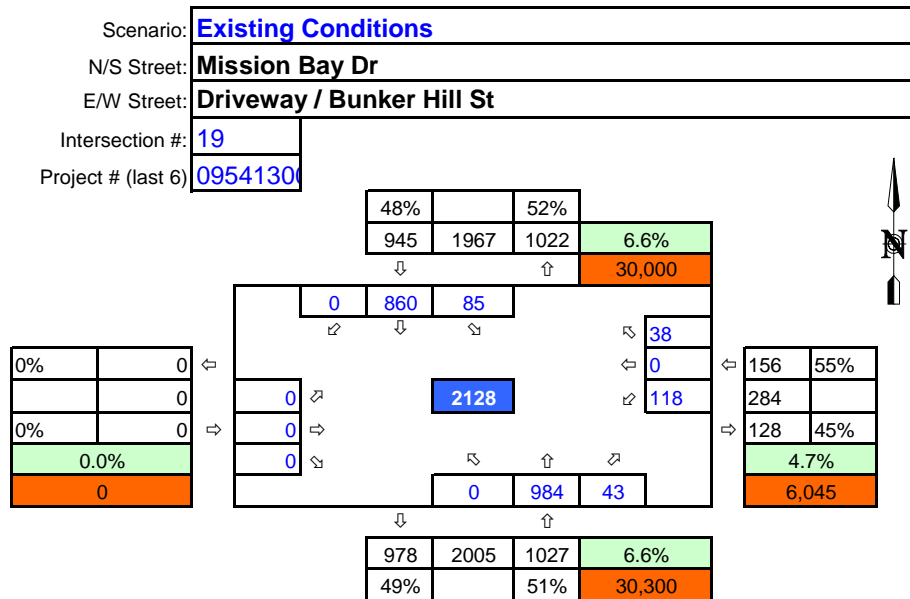 Scenario: Existing Conditions
N/S Street: Mission Bay Dr
E/W Street: Driveway / Bunker Hill St
Intersection #: 19
Project # (last 6) 09541300
N
48% 52%
945 1967 1022 6.6%
⇩ ⇧ 30,000
0 860 85
⬃ ⇩ ⬂
⬁ 38
0% 0 ⇦ ⇦ 0 ⇦ 156 55%
0 0 ⬀ 2128 ⬃ 118 284
0% 0 ⇨ 0 ⇨ ⇨ 128 45%
0.0% 0 ⬂ ⬁ ⇧ ⬀ 4.7%
0 0 984 43 6,045
⇩ ⇧
978 2005 1027 6.6%
49% 51% 30,300